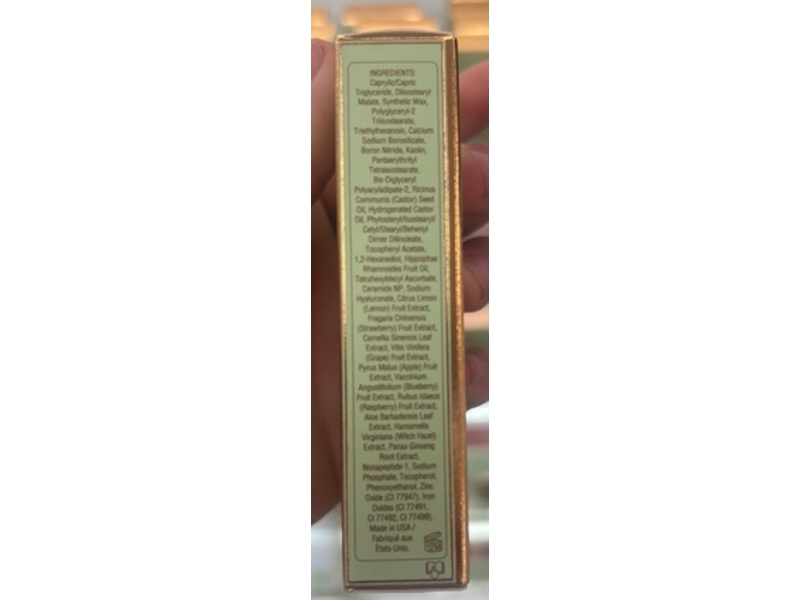 INGREDIENTS:
Caprylic/Capric
Triglyceride, Diisostearyl
Malate, Synthetic Wax,
Polyglyceryl-2
Triisostearate,
Triethylhexanoin, Calcium
Sodium Borosilicate,
Boron Nitride, Kaolin,
Pentaerythrityl
Tetraisostearate,
Bis-Diglyceryl
Polyacyladipate-2, Ricinus
Communis (Castor) Seed
Oil, Hydrogenated Castor
Oil, Phytosteryl/Isostearyl/
Cetyl/Stearyl/Behenyl
Dimer Dilinoleate,
Tocopheryl Acetate,
1,2-Hexanediol, Hippophae
Rhamnoides Fruit Oil,
Tetrahexyldecyl Ascorbate,
Ceramide NP, Sodium
Hyaluronate, Citrus Limon
(Lemon) Fruit Extract,
Fragaria Chiloensis
(Strawberry) Fruit Extract,
Camellia Sinensis Leaf
Extract, Vitis Vinifera
(Grape) Fruit Extract,
Pyrus Malus (Apple) Fruit
Extract, Vaccinium
Angustifolium (Blueberry)
Fruit Extract, Rubus Idaeus
(Raspberry) Fruit Extract,
Aloe Barbadensis Leaf
Extract, Hamamelis
Virginiana (Witch Hazel)
Extract, Panax Ginseng
Root Extract,
Nonapeptide-1, Sodium
Phosphate, Tocopherol,
Phenoxyethanol, Zinc
Oxide (CI 77947), Iron
Oxides (CI 77491,
CI 77492, CI 77499).
Made in USA /
Fabriqué aux
États-Unis.